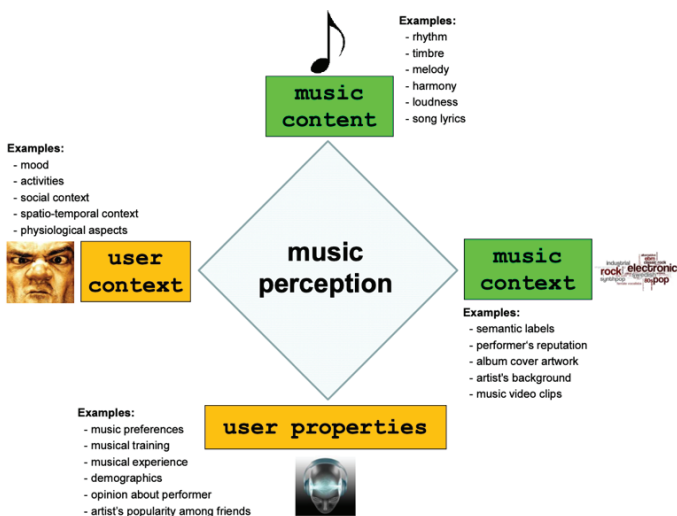 Examples:
- rhythm
- timbre
- melody
- harmony
- loudness
- song lyrics
music
content
Examples:
- mood
- activities
- social context
- spatio-temporal context
- physiological aspects
user
context
music
perception
music
context
industrial
rock
electronic
synthpop
pop
Examples:
- semantic labels
- performer's reputation
- album cover artwork
- artist's background
- music video clips
Examples:
- music preferences
- musical training
- musical experience
- demographics
- opinion about performer
- artist's popularity among friends
user properties